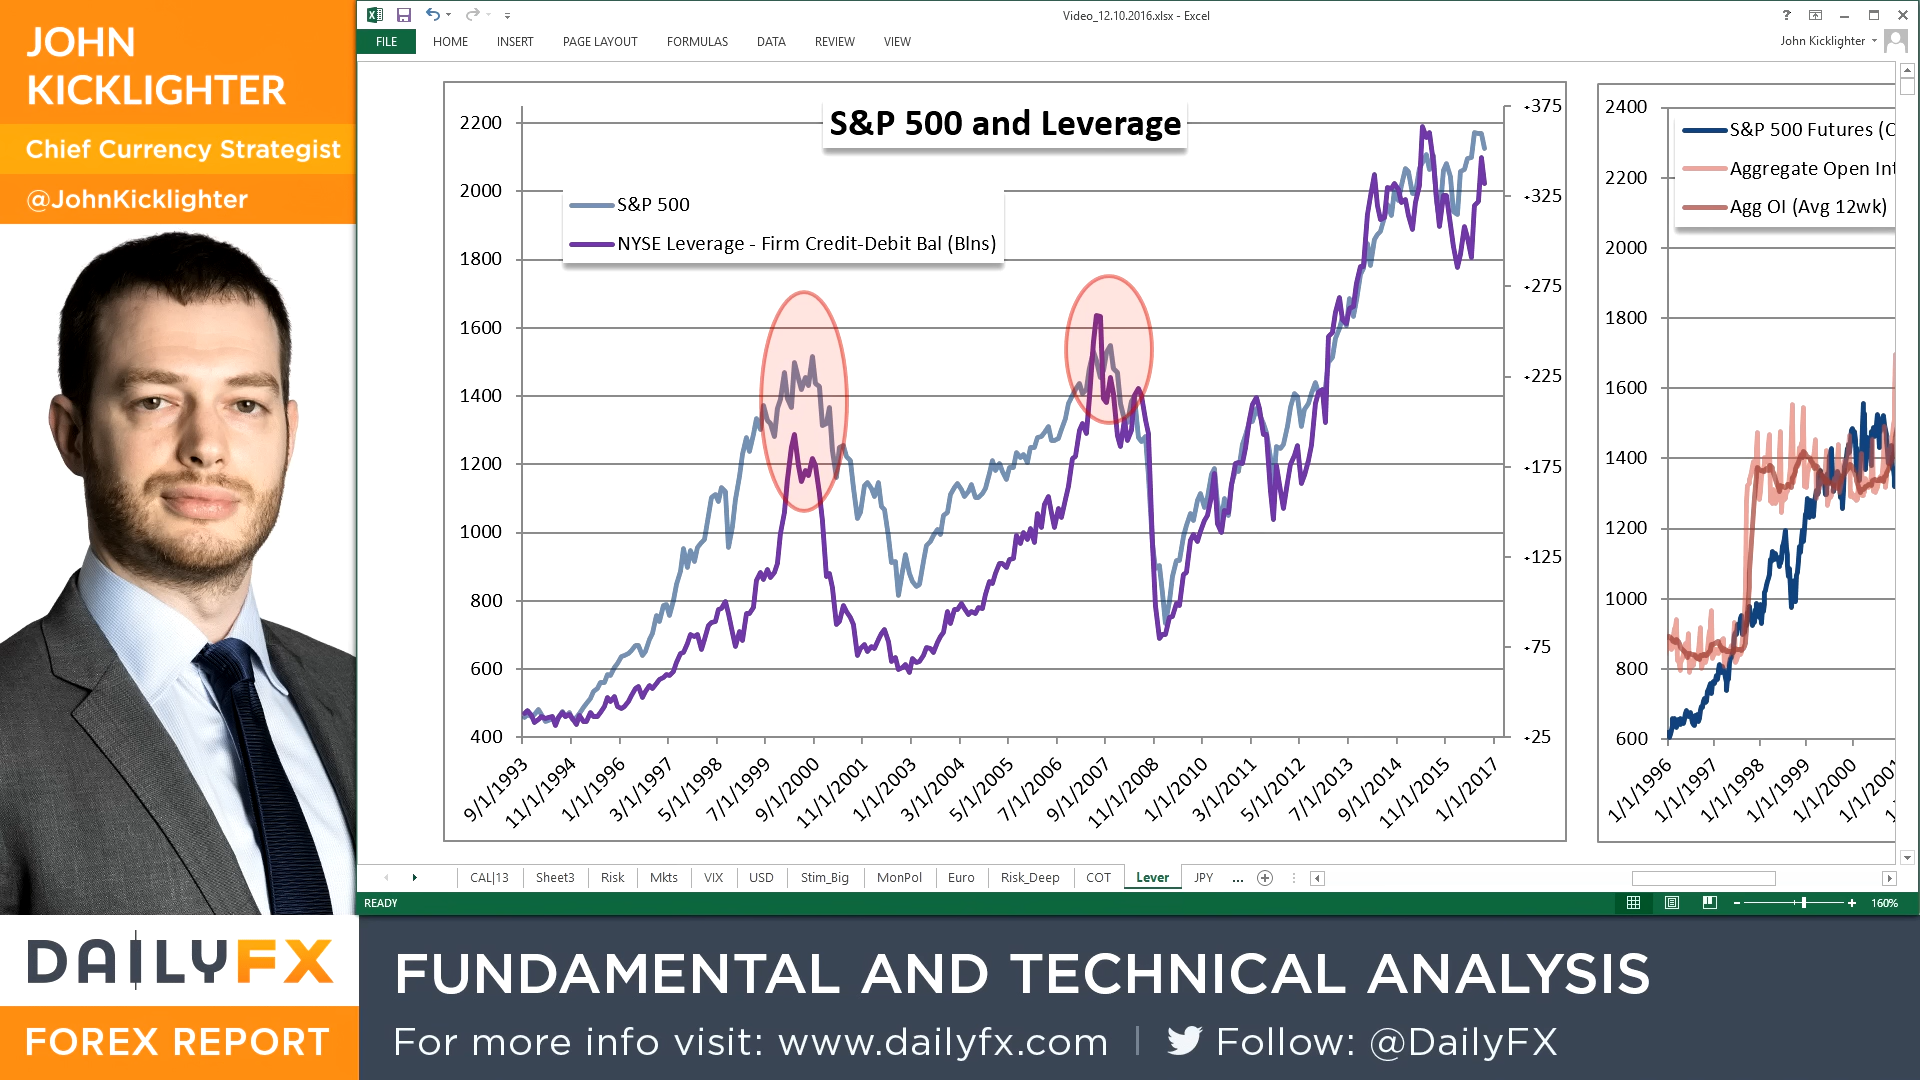 JOHN
KICKLIGHTER
Chief Currency Strategist
@JohnKicklighter
Video_12.10.2016.xlsx - Excel
?
FILE
HOME
INSERT
PAGE LAYOUT
FORMULAS
DATA
REVIEW
VIEW
John Kicklighter
S&P 500 and Leverage
S&P 500
NYSE Leverage - Firm Credit-Debit Bal (Blns)
2200
2000
1800
1600
1400
1200
1000
800
600
400
-375
-325
-275
-225
-175
-125
-75
-25
9/1/1993
11/1/1994
1/1/1996
3/1/1997
5/1/1998
7/1/1999
9/1/2000
11/1/2001
1/1/2003
3/1/2004
5/1/2005
7/1/2006
9/1/2007
11/1/2008
1/1/2010
3/1/2011
5/1/2012
7/1/2013
9/1/2014
11/1/2015
1/1/2017
S&P 500 Futures (C
Aggregate Open Int
Agg OI (Avg 12wk)
2400
2200
2000
1800
1600
1400
1200
1000
800
600
1/1/1996
1/1/1997
1/1/1998
1/1/1999
1/1/2000
1/1/2001
CAL|13
Sheet3
Risk
Mkts
VIX
USD
Stim_Big
MonPol
Euro
Risk_Deep
COT
Lever
JPY
...
READY
160%
DAILYFX
FOREX REPORT
FUNDAMENTAL AND TECHNICAL ANALYSIS
For more info visit: www.dailyfx.com | Follow: @DailyFX